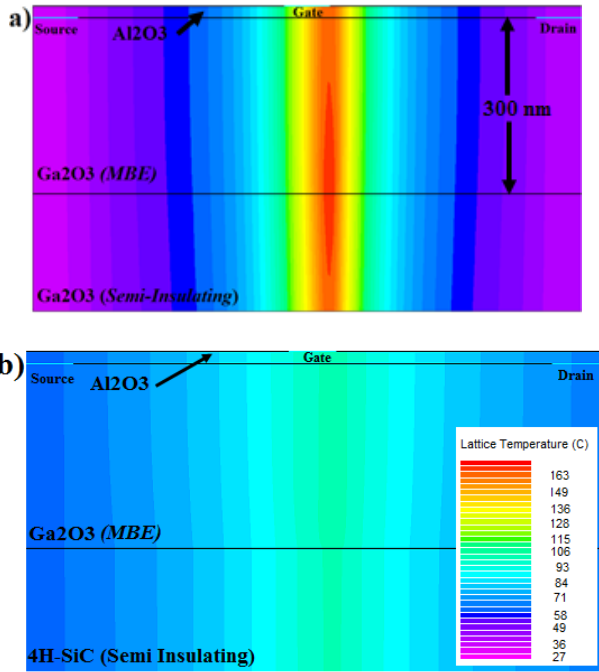 a)
Gate
Source
Al2O3
Drain
300 nm
Ga2O3 (MBE)
Ga2O3 (Semi-Insulating)
b)
Gate
Source
Al2O3
Drain
Lattice Temperature (C)
163
149
136
128
115
106
93
84
71
58
49
36
27
Ga2O3 (MBE)
4H-SiC (Semi Insulating)